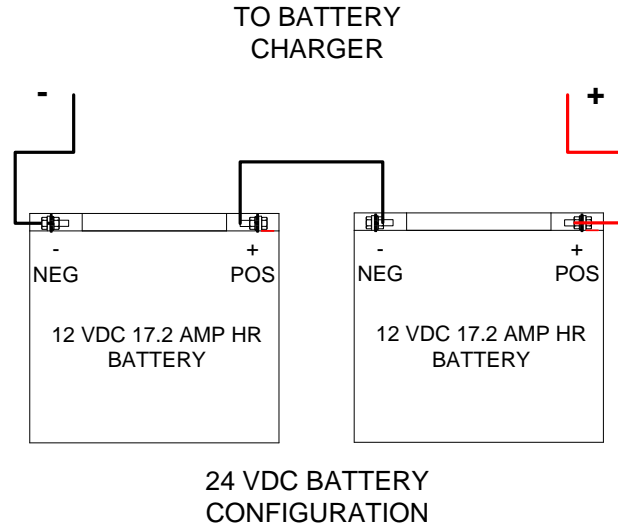 TO BATTERY
CHARGER
-
+
-
NEG
+
POS
12 VDC 17.2 AMP HR
BATTERY
-
NEG
+
POS
12 VDC 17.2 AMP HR
BATTERY
24 VDC BATTERY
CONFIGURATION